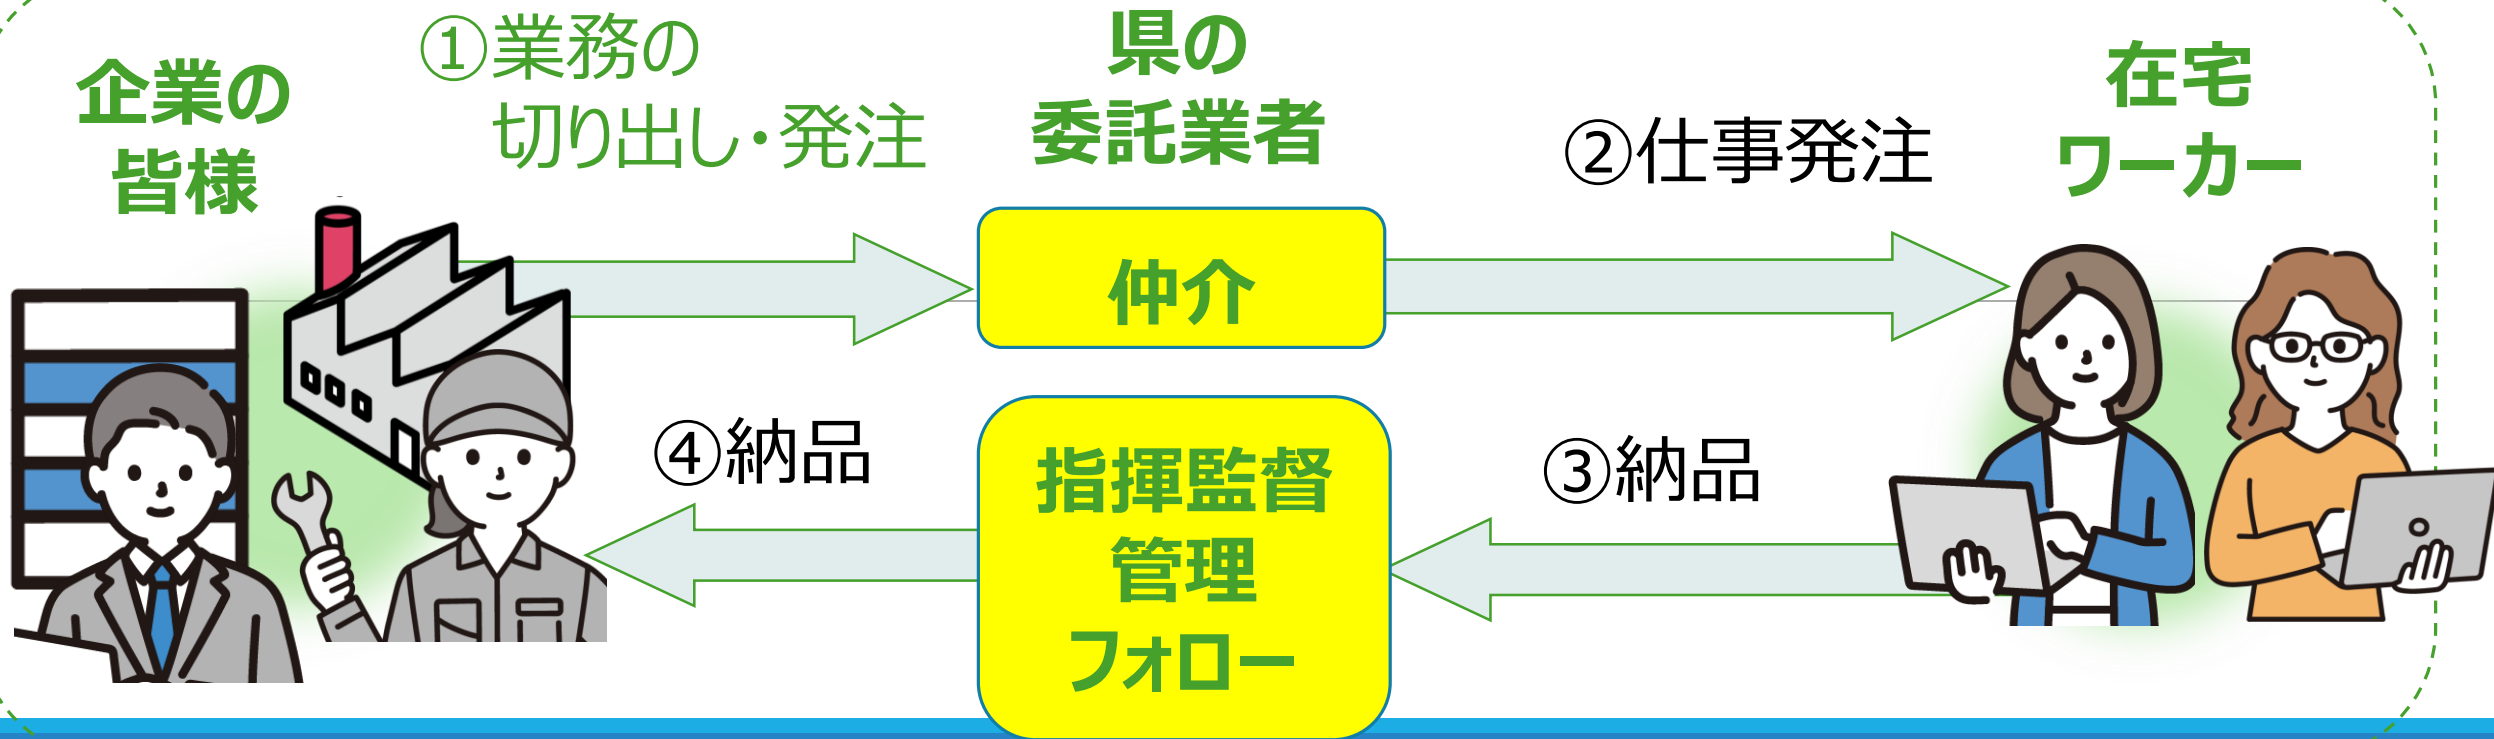 企業の
皆様
①業務の
切り出し・発注
県の
委託業者
②仕事発注
在宅
ワーカー
仲介
④納品
指揮監督
管理
フォロー
③納品